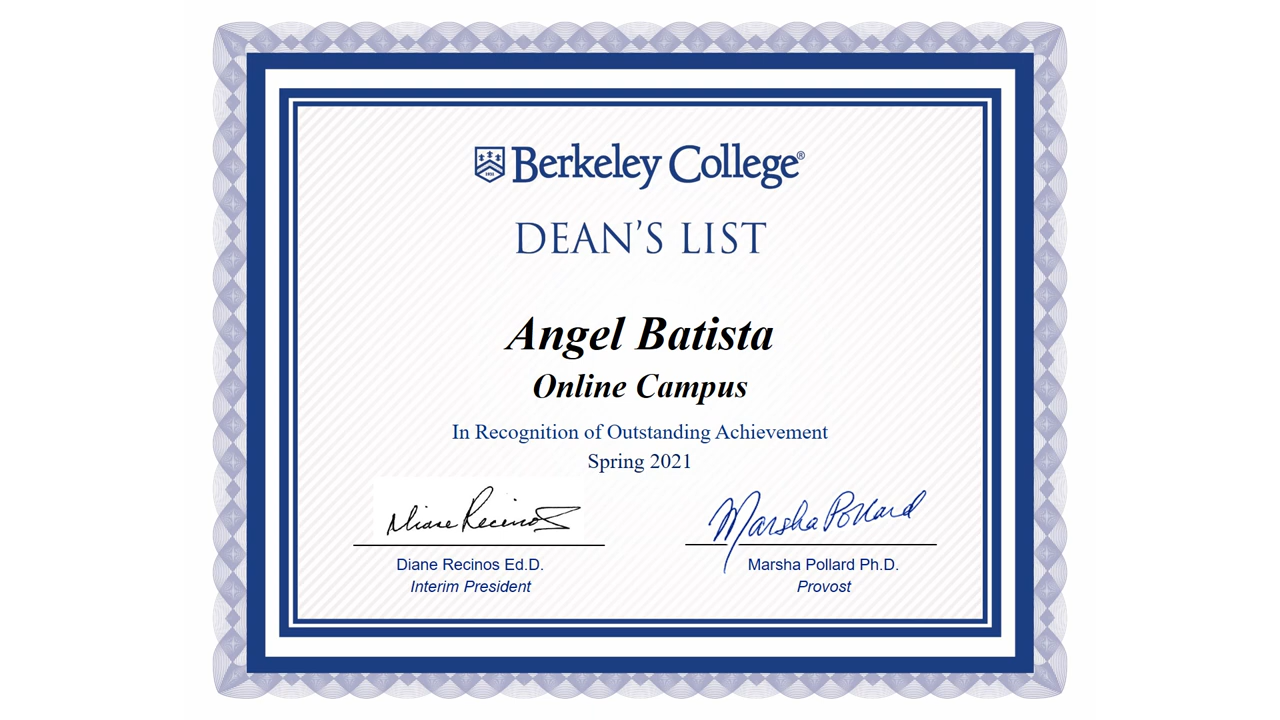 Berkeley College®
DEAN'S LIST
Angel Batista
Online Campus
In Recognition of Outstanding Achievement
Spring 2021
Diane Recinos
Marsha Pollard
Diane Recinos Ed.D.
Marsha Pollard Ph.D.
Interim President
Provost